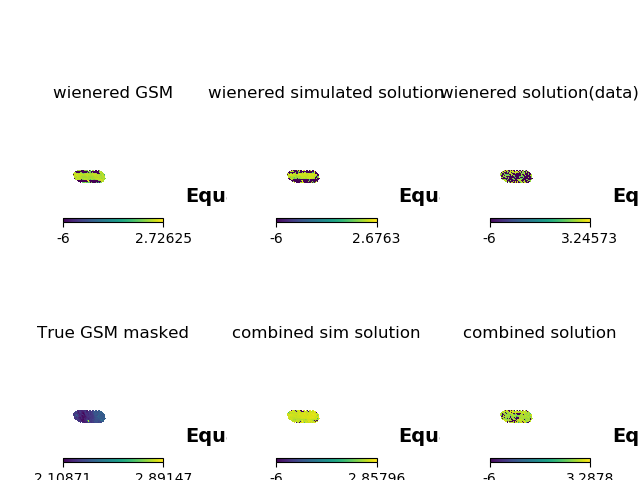 wienered GSM
wienered simulated solution
wienered solution(data)
Equ
Equ
Eq
-6
2.72625
-6
2.6763
-6
3.24573
True GSM masked
combined sim solution
combined solution
Equ
Equ
Eq
2.10871
2.89147
-6
2.85796
-6
3.2878